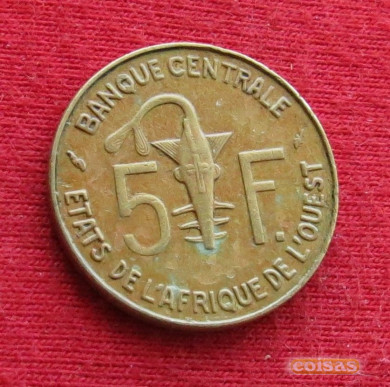 BANQUE CENTRALE
5 F.
ETATS DE L'AFRIQUE DE L'OUEST
coisas